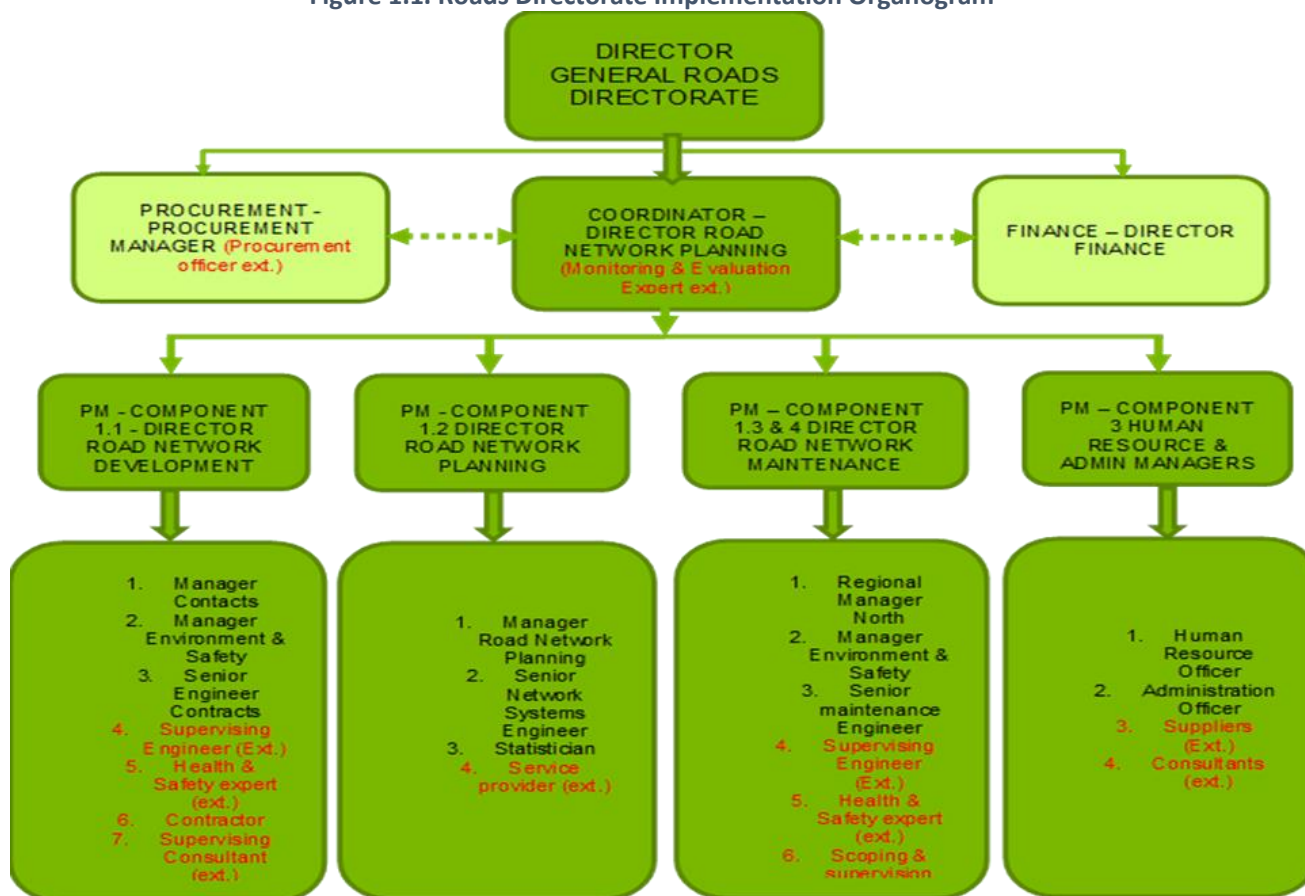 Figure 1.1: Roads Directorate Implementation Organogram
DIRECTOR
GENERAL ROADS
DIRECTORATE
PROCUREMENT -
PROCUREMENT
MANAGER (Procurement
officer ext.)
COORDINATOR –
DIRECTOR ROAD
NETWORK PLANNING
(Monitoring & Evaluation
Expert ext.)
FINANCE – DIRECTOR
FINANCE
PM - COMPONENT
1.1 - DIRECTOR
ROAD NETWORK
DEVELOPMENT
PM - COMPONENT
1.2 DIRECTOR
ROAD NETWORK
PLANNING
PM – COMPONENT
1.3 & 4 DIRECTOR
ROAD NETWORK
MAINTENANCE
PM – COMPONENT
3 HUMAN
RESOURCE &
ADMIN MANAGERS
1. Manager
Contacts
2. Manager
Environment &
Safety
3. Senior
Engineer
Contracts
4. Supervising
Engineer (Ext.)
5. Health &
Safety expert
(ext.)
6. Contractor
7. Supervising
Consultant
(ext.)
1. Manager
Road Network
Planning
2. Senior
Network
Systems
Engineer
3. Statistician
4. Service
provider (ext.)
1. Regional
Manager
North
2. Manager
Environment &
Safety
3. Senior
maintenance
Engineer
4. Supervising
Engineer
(Ext.)
5. Health &
Safety expert
(ext.)
6. Scoping &
supervision
1. Human
Resource
Officer
2. Administration
Officer
3. Suppliers
(Ext.)
4. Consultants
(ext.)